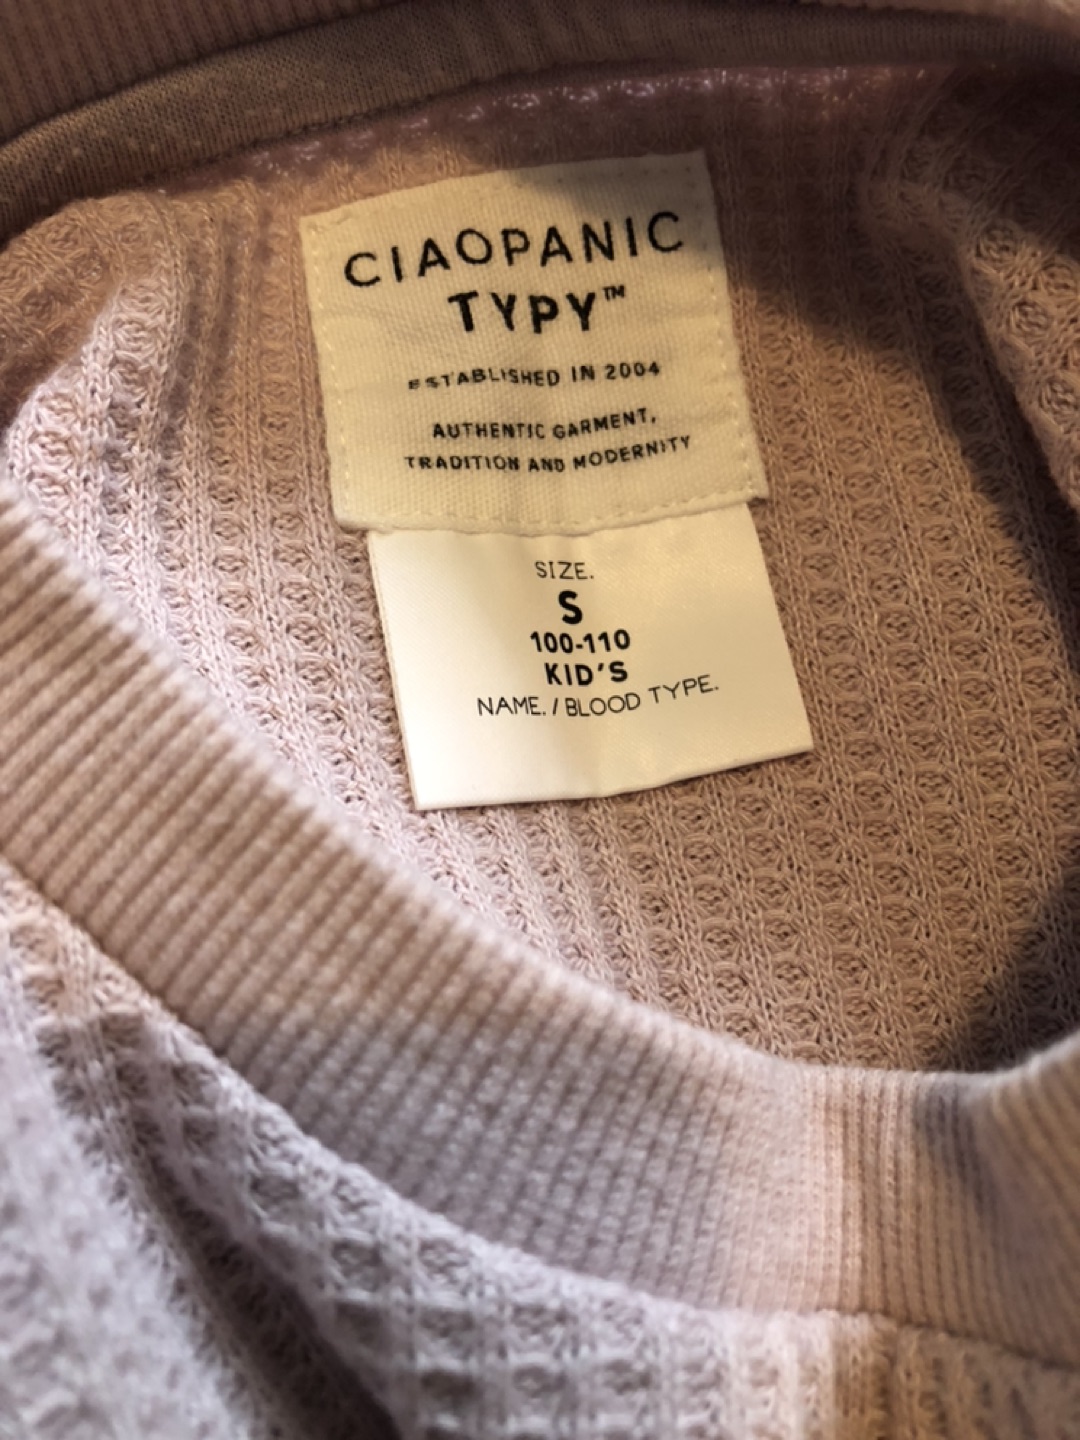 CIAOPANIC
TYPY™
ESTABLISHED IN 2004
AUTHENTIC GARMENT,
TRADITION AND MODERNITY
SIZE.
S
100-110
KID'S
NAME. / BLOOD TYPE.